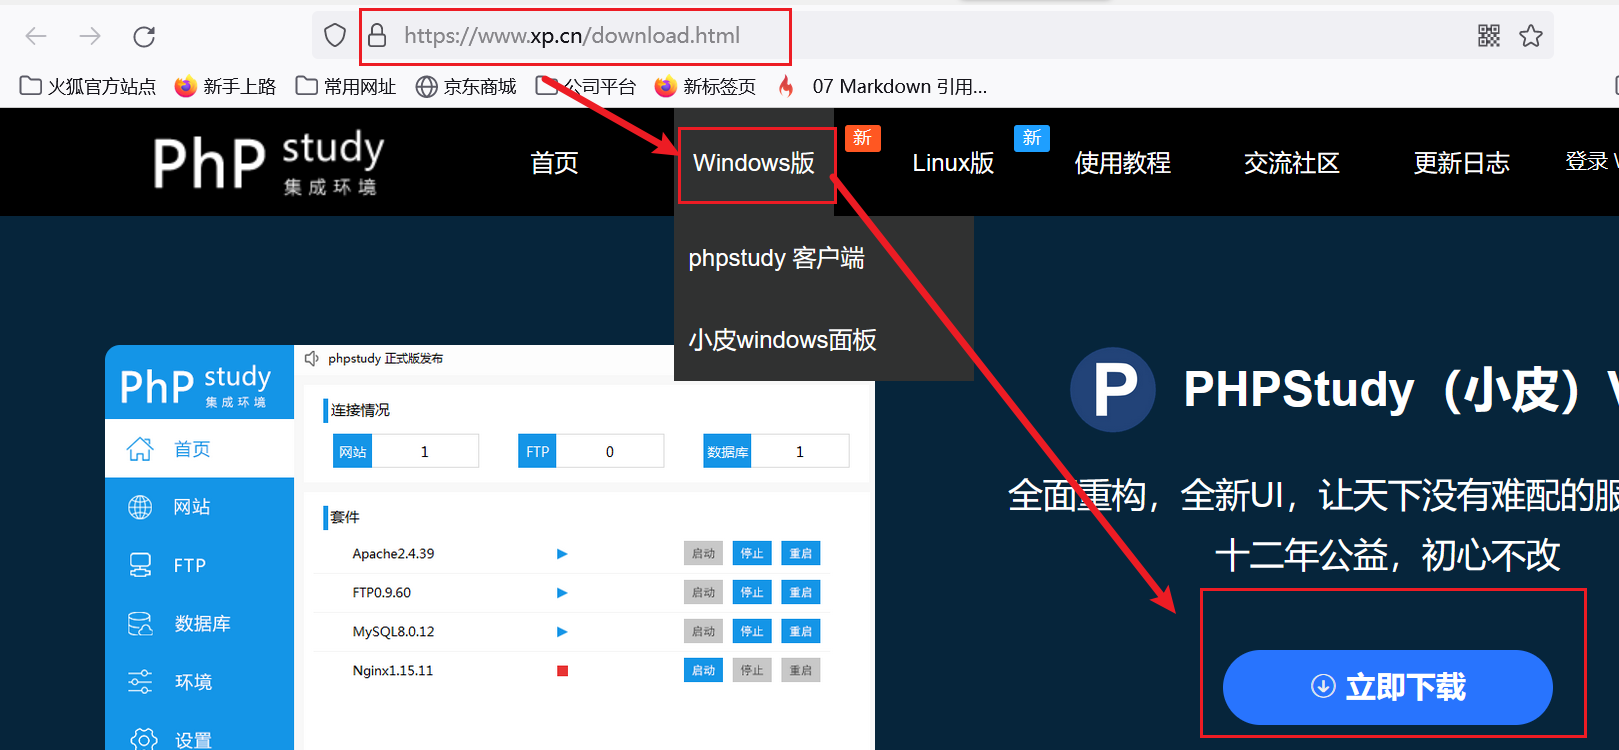 https://www.xp.cn/download.html
火狐官方站点 新手上路 常用网址 京东商城 公司平台 新标签页 07 Markdown 引用...
PhP study 集成环境
首页 Windows版 新 Linux版 新 使用教程 交流社区 更新日志 登录
phpstudy 客户端
小皮windows面板
PhP study 集成环境
首页
网站
FTP
数据库
环境
设置
phpstudy 正式版发布
连接情况
网站 1 FTP 0 数据库 1
套件
Apache2.4.39 启动 停止 重启
FTP0.9.60 启动 停止 重启
MySQL8.0.12 启动 停止 重启
Nginx1.15.11 启动 停止 重启
P PHPStudy（小皮）V
全面重构，全新UI，让天下没有难配的服
十二年公益，初心不改
立即下载